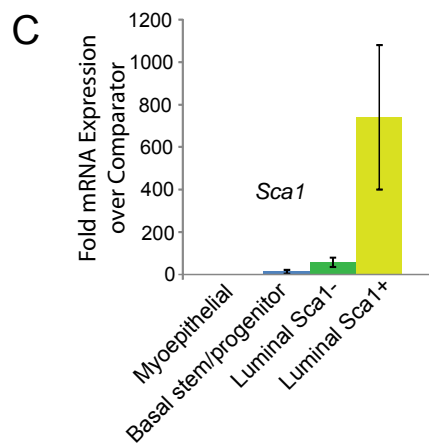 C
Fold mRNA Expression
over Comparator
1200
1000
800
600
400
200
0
Sca1
Myoepithelial
Basal stem/progenitor
Luminal Sca1-
Luminal Sca1+